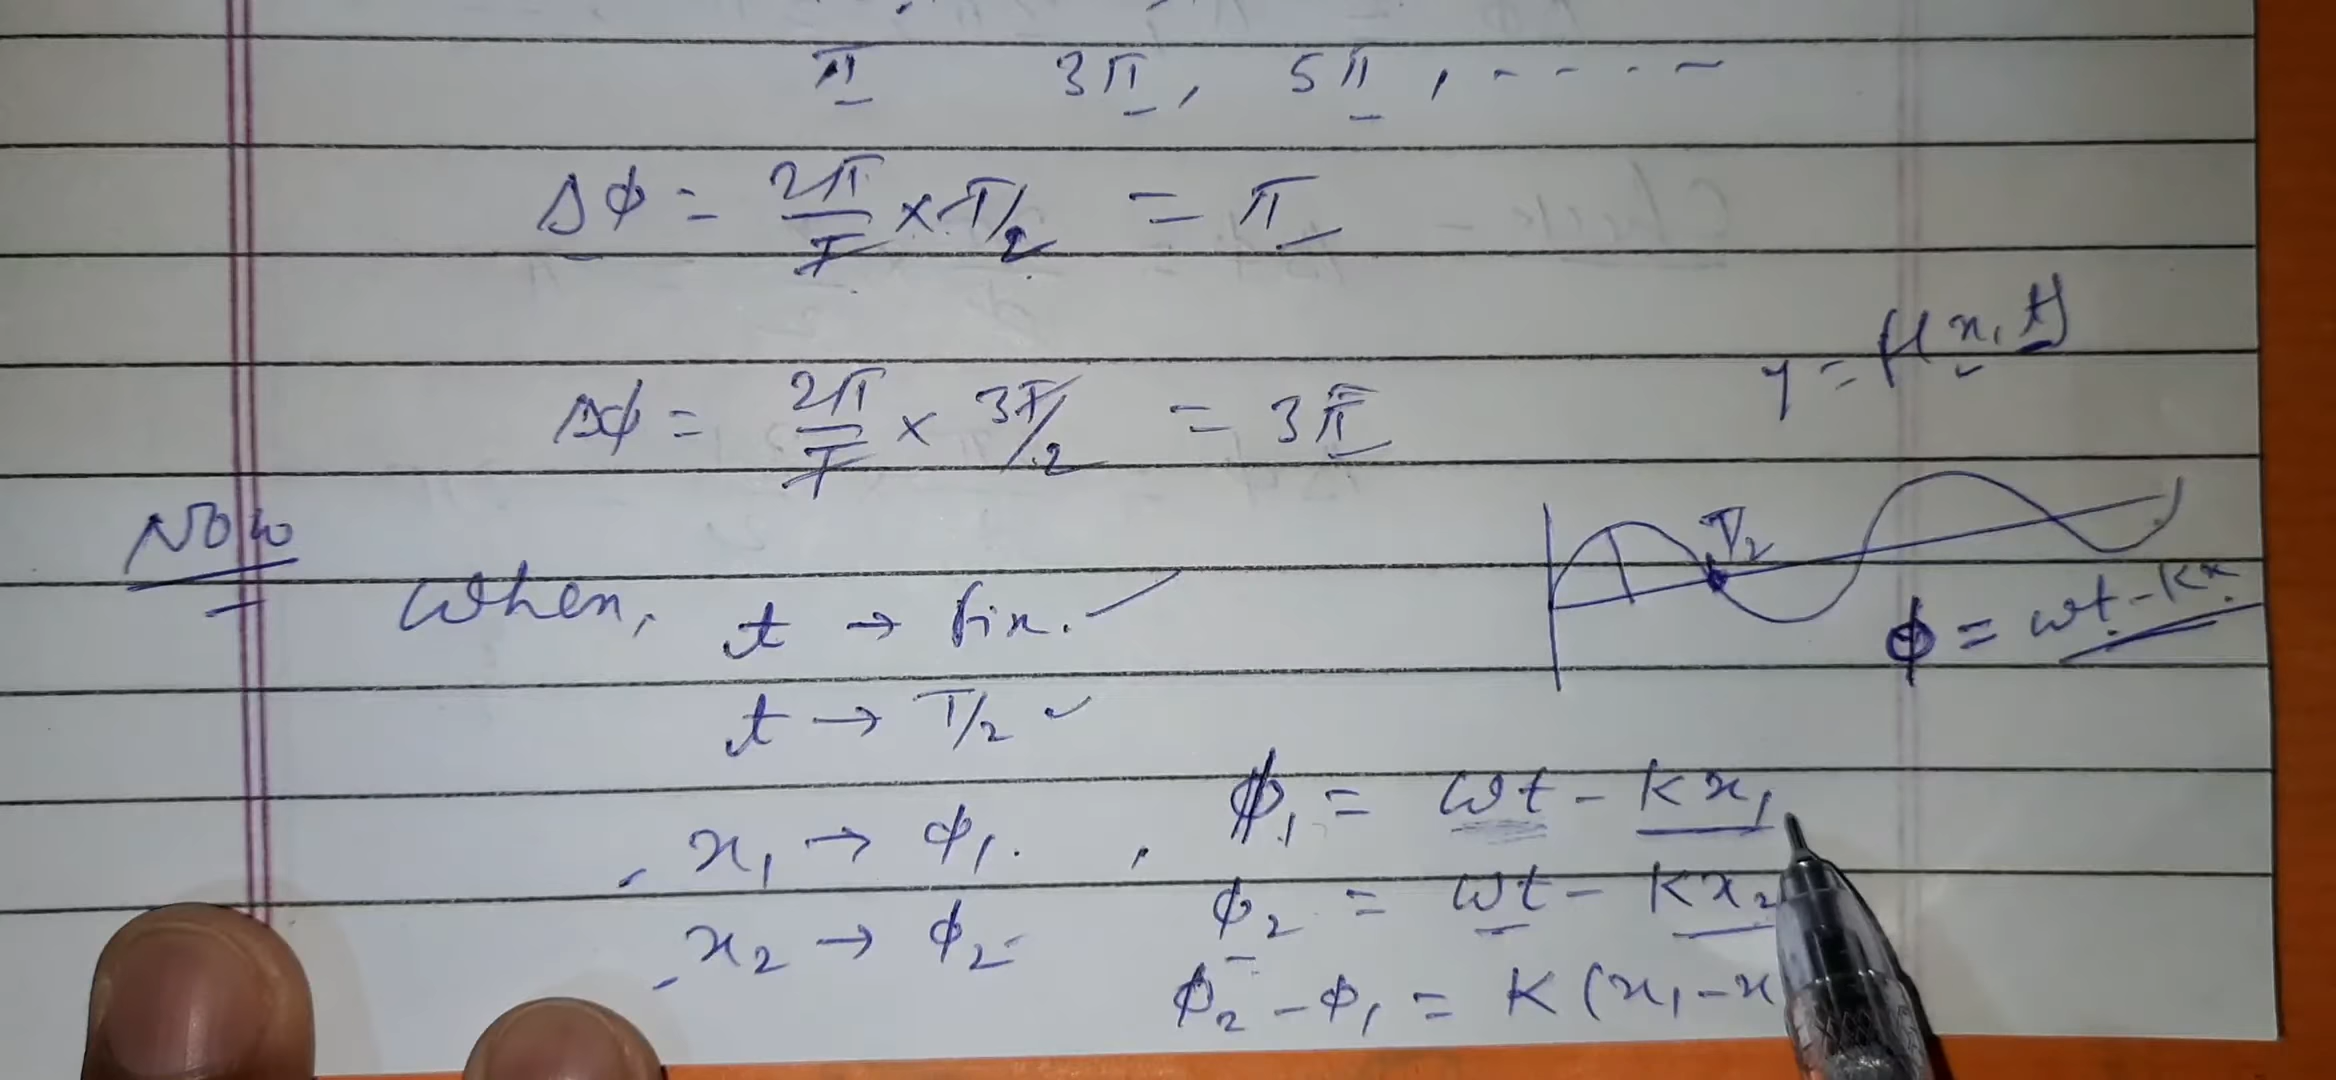 π 3π, 5π, - - - -
Δφ = 2π/T × T/2 = π
y = f(x, t)
Δφ = 2π/T × 3T/2 = 3π
Now
T/2
When, t → fix.
φ = ωt - Kx
t → T/2
x₁ → φ₁. , φ₁ = ωt - Kx₁
x₂ → φ₂ φ₂ = ωt - Kx₂
φ₂ - φ₁ = K(x₁ - x